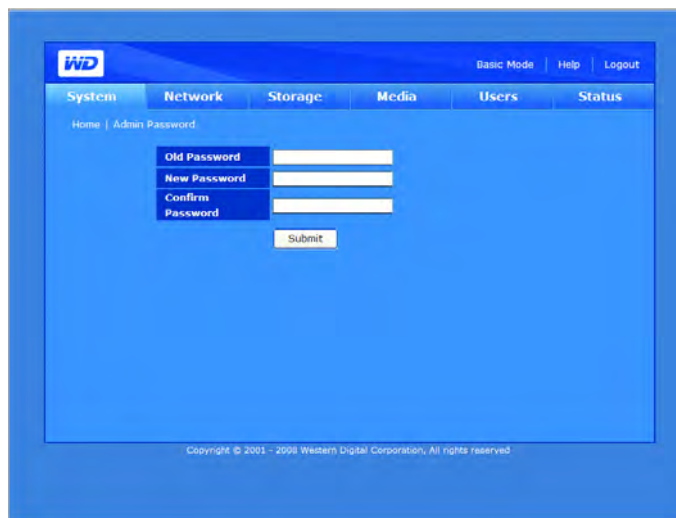 WD
Basic Mode | Help | Logout
System Network Storage Media Users Status
Home | Admin Password
Old Password
New Password
Confirm
Password
Submit
Copyright © 2001 - 2008 Western Digital Corporation, All rights reserved